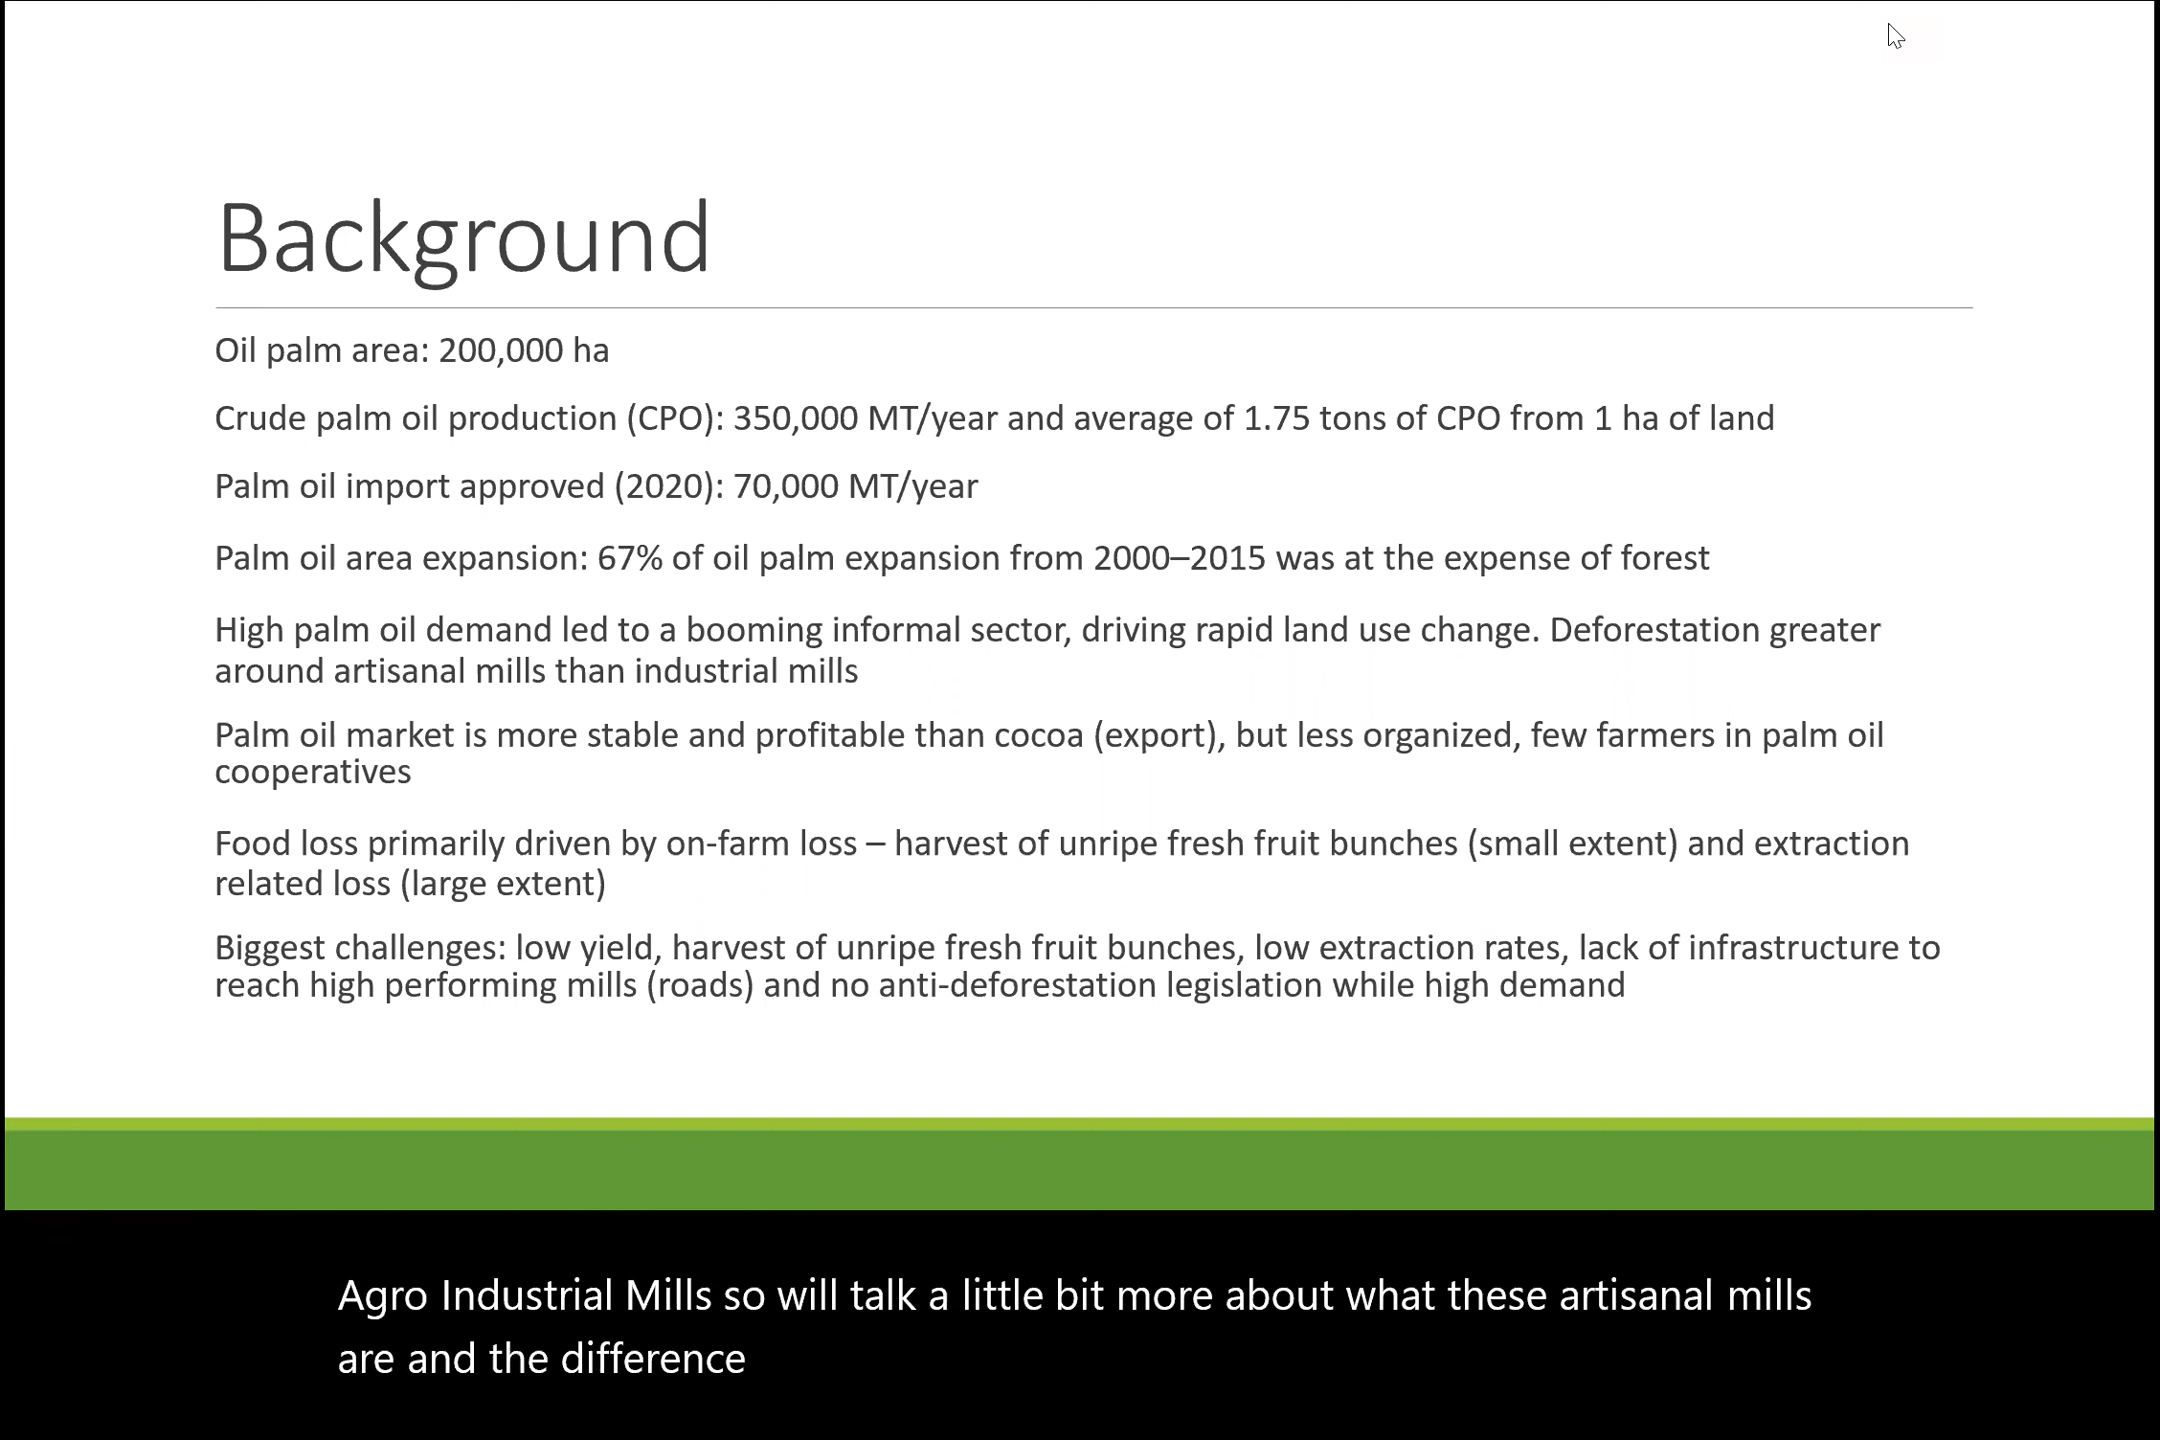 Background
Oil palm area: 200,000 ha
Crude palm oil production (CPO): 350,000 MT/year and average of 1.75 tons of CPO from 1 ha of land
Palm oil import approved (2020): 70,000 MT/year
Palm oil area expansion: 67% of oil palm expansion from 2000–2015 was at the expense of forest
High palm oil demand led to a booming informal sector, driving rapid land use change. Deforestation greater
around artisanal mills than industrial mills
Palm oil market is more stable and profitable than cocoa (export), but less organized, few farmers in palm oil
cooperatives
Food loss primarily driven by on-farm loss – harvest of unripe fresh fruit bunches (small extent) and extraction
related loss (large extent)
Biggest challenges: low yield, harvest of unripe fresh fruit bunches, low extraction rates, lack of infrastructure to
reach high performing mills (roads) and no anti-deforestation legislation while high demand
Agro Industrial Mills so will talk a little bit more about what these artisanal mills
are and the difference